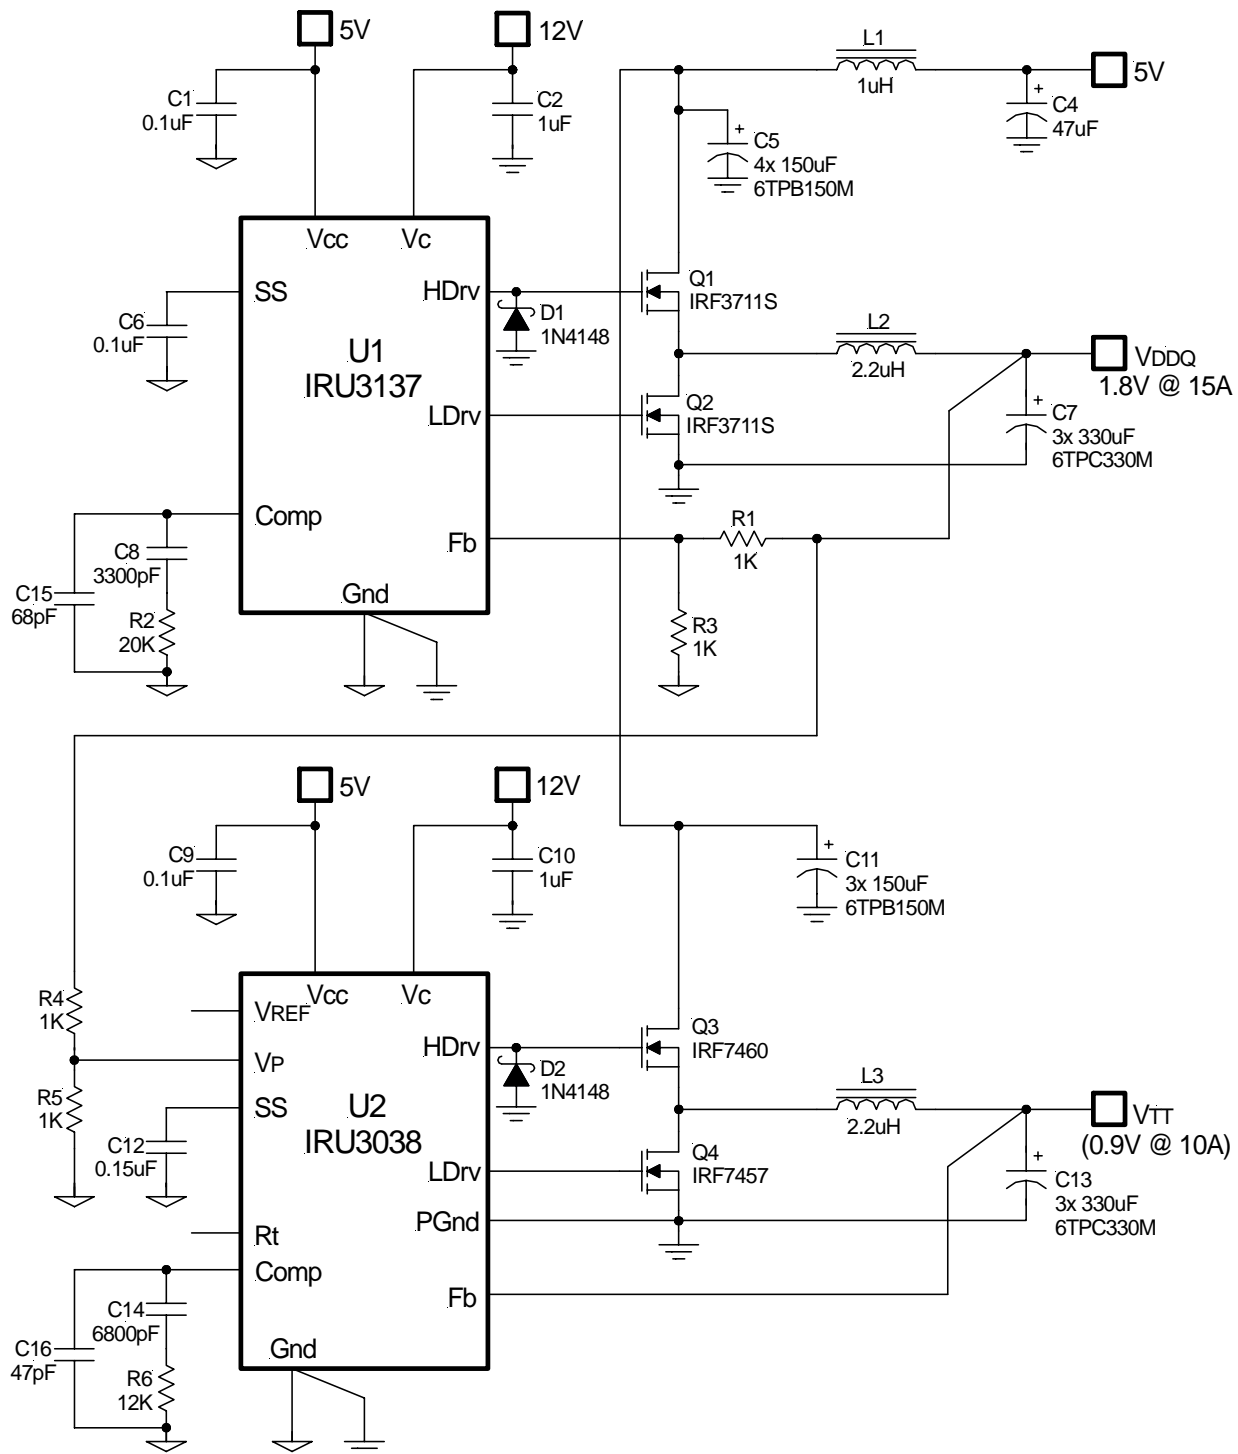 5V
12V
L1
1uH
5V
C1
0.1uF
C2
1uF
+
C4
47uF
+
C5
4x 150uF
6TPB150M
Vcc
Vc
SS
HDrv
Q1
IRF3711S
C6
0.1uF
D1
1N4148
U1
IRU3137
L2
2.2uH
VDDQ
1.8V @ 15A
LDrv
Q2
IRF3711S
+
C7
3x 330uF
6TPC330M
Comp
Fb
R1
1K
C8
3300pF
C15
68pF
R2
20K
Gnd
R3
1K
5V
12V
C9
0.1uF
C10
1uF
+
C11
3x 150uF
6TPB150M
R4
1K
VREF
Vcc
Vc
VP
HDrv
Q3
IRF7460
R5
1K
SS
D2
1N4148
U2
IRU3038
L3
2.2uH
VTT
(0.9V @ 10A)
C12
0.15uF
LDrv
Q4
IRF7457
+
C13
3x 330uF
6TPC330M
PGnd
Rt
Comp
Fb
C14
6800pF
C16
47pF
R6
12K
Gnd